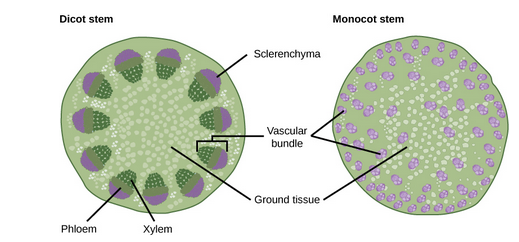 Dicot stem
Monocot stem
Sclerenchyma
Vascular
bundle
Ground tissue
Phloem
Xylem